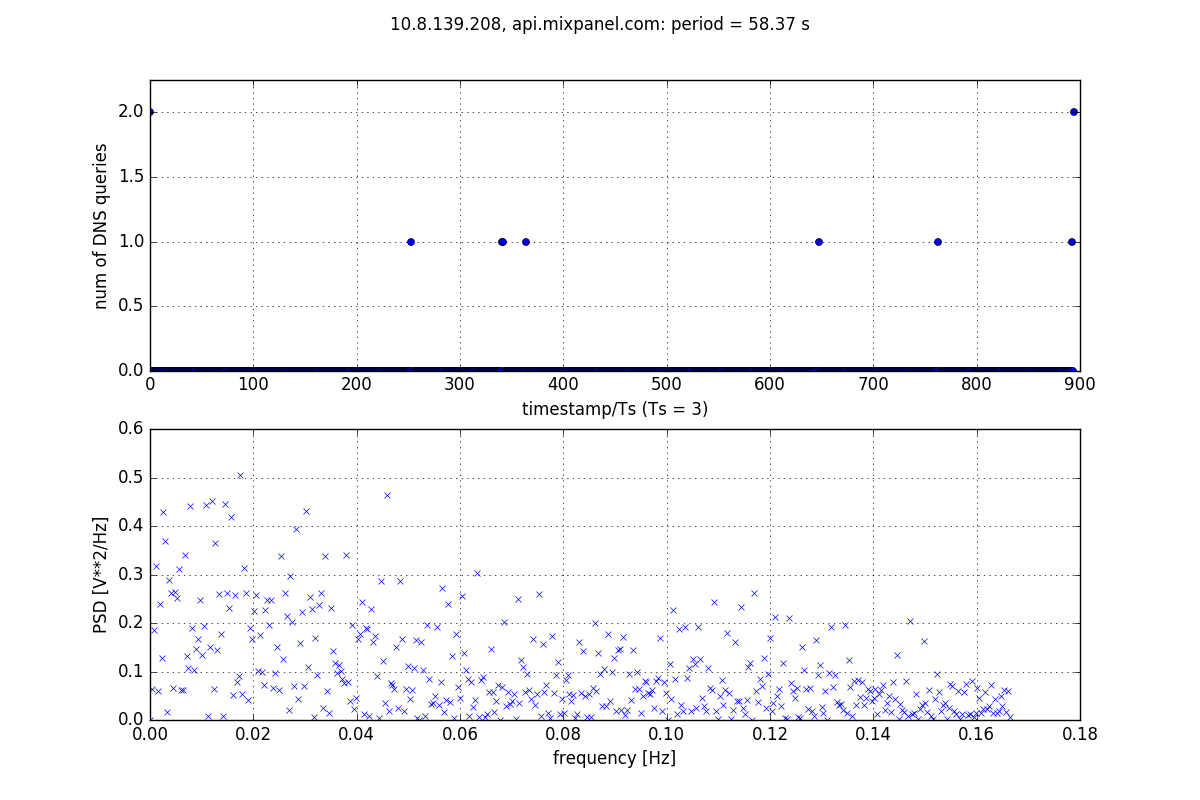 10.8.139.208, api.mixpanel.com: period = 58.37 s
2.0
1.5
1.0
0.5
0.0
num of DNS queries
0 100 200 300 400 500 600 700 800 900
timestamp/Ts (Ts = 3)
0.6
0.5
0.4
0.3
0.2
0.1
0.0
PSD [V**2/Hz]
0.00 0.02 0.04 0.06 0.08 0.10 0.12 0.14 0.16 0.18
frequency [Hz]